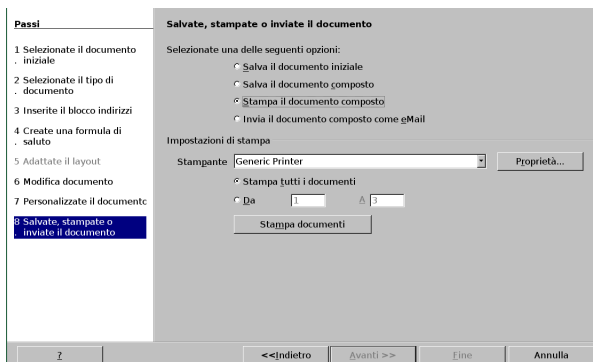 Passi
1 Selezionate il documento
. iniziale
2 Selezionate il tipo di
. documento
3 Inserite il blocco indirizzi
4 Create una formula di
. saluto
5 Adattate il layout
6 Modifica documento
7 Personalizzate il documentc
8 Salvate, stampate o
. inviate il documento
Salvate, stampate o inviate il documento
Selezionate una delle seguenti opzioni:
Salva il documento iniziale
Salva il documento composto
Stampa il documento composto
Invia il documento composto come eMail
Impostazioni di stampa
Stampante Generic Printer Proprietà...
Stampa tutti i documenti
Da 1 A 3
Stampa documenti
? <<Indietro Avanti >> Fine Annulla